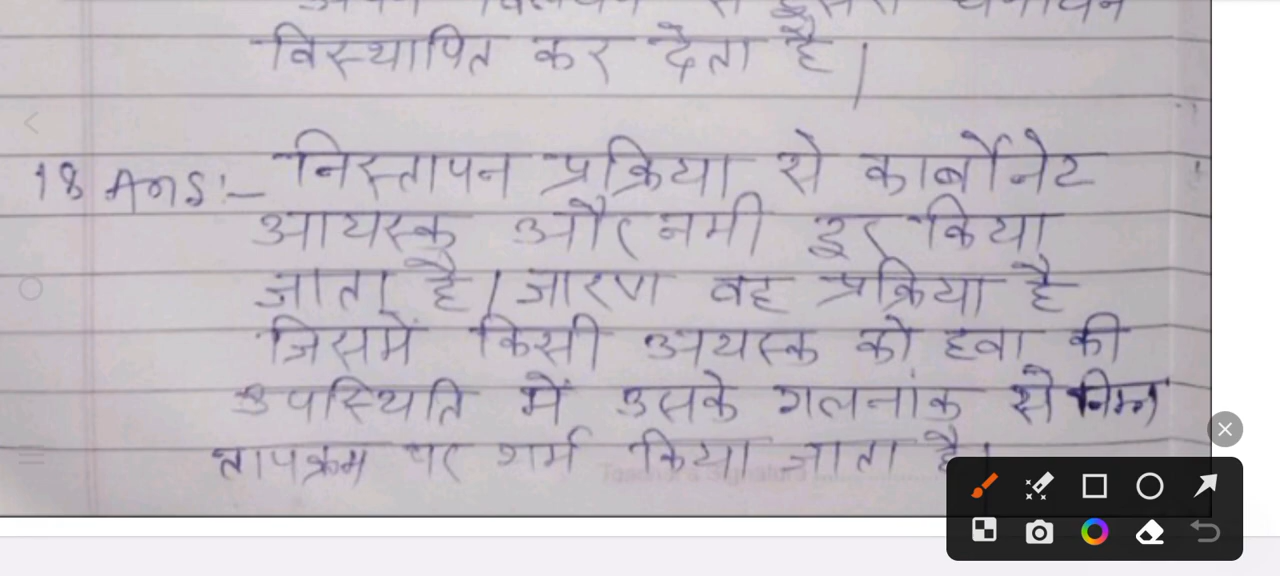 विस्थापित कर देता है।
18 Ans:- निस्तापन प्रक्रिया से कार्बोनेट
आयस्क और नमी दुर किया
जाता है। जारण वह प्रक्रिया है
जिसमें किसी अयस्क को हवा की
उपस्थिति में उसके गलनांक से निम्न
तापक्रम पर गर्म किया जाता है।